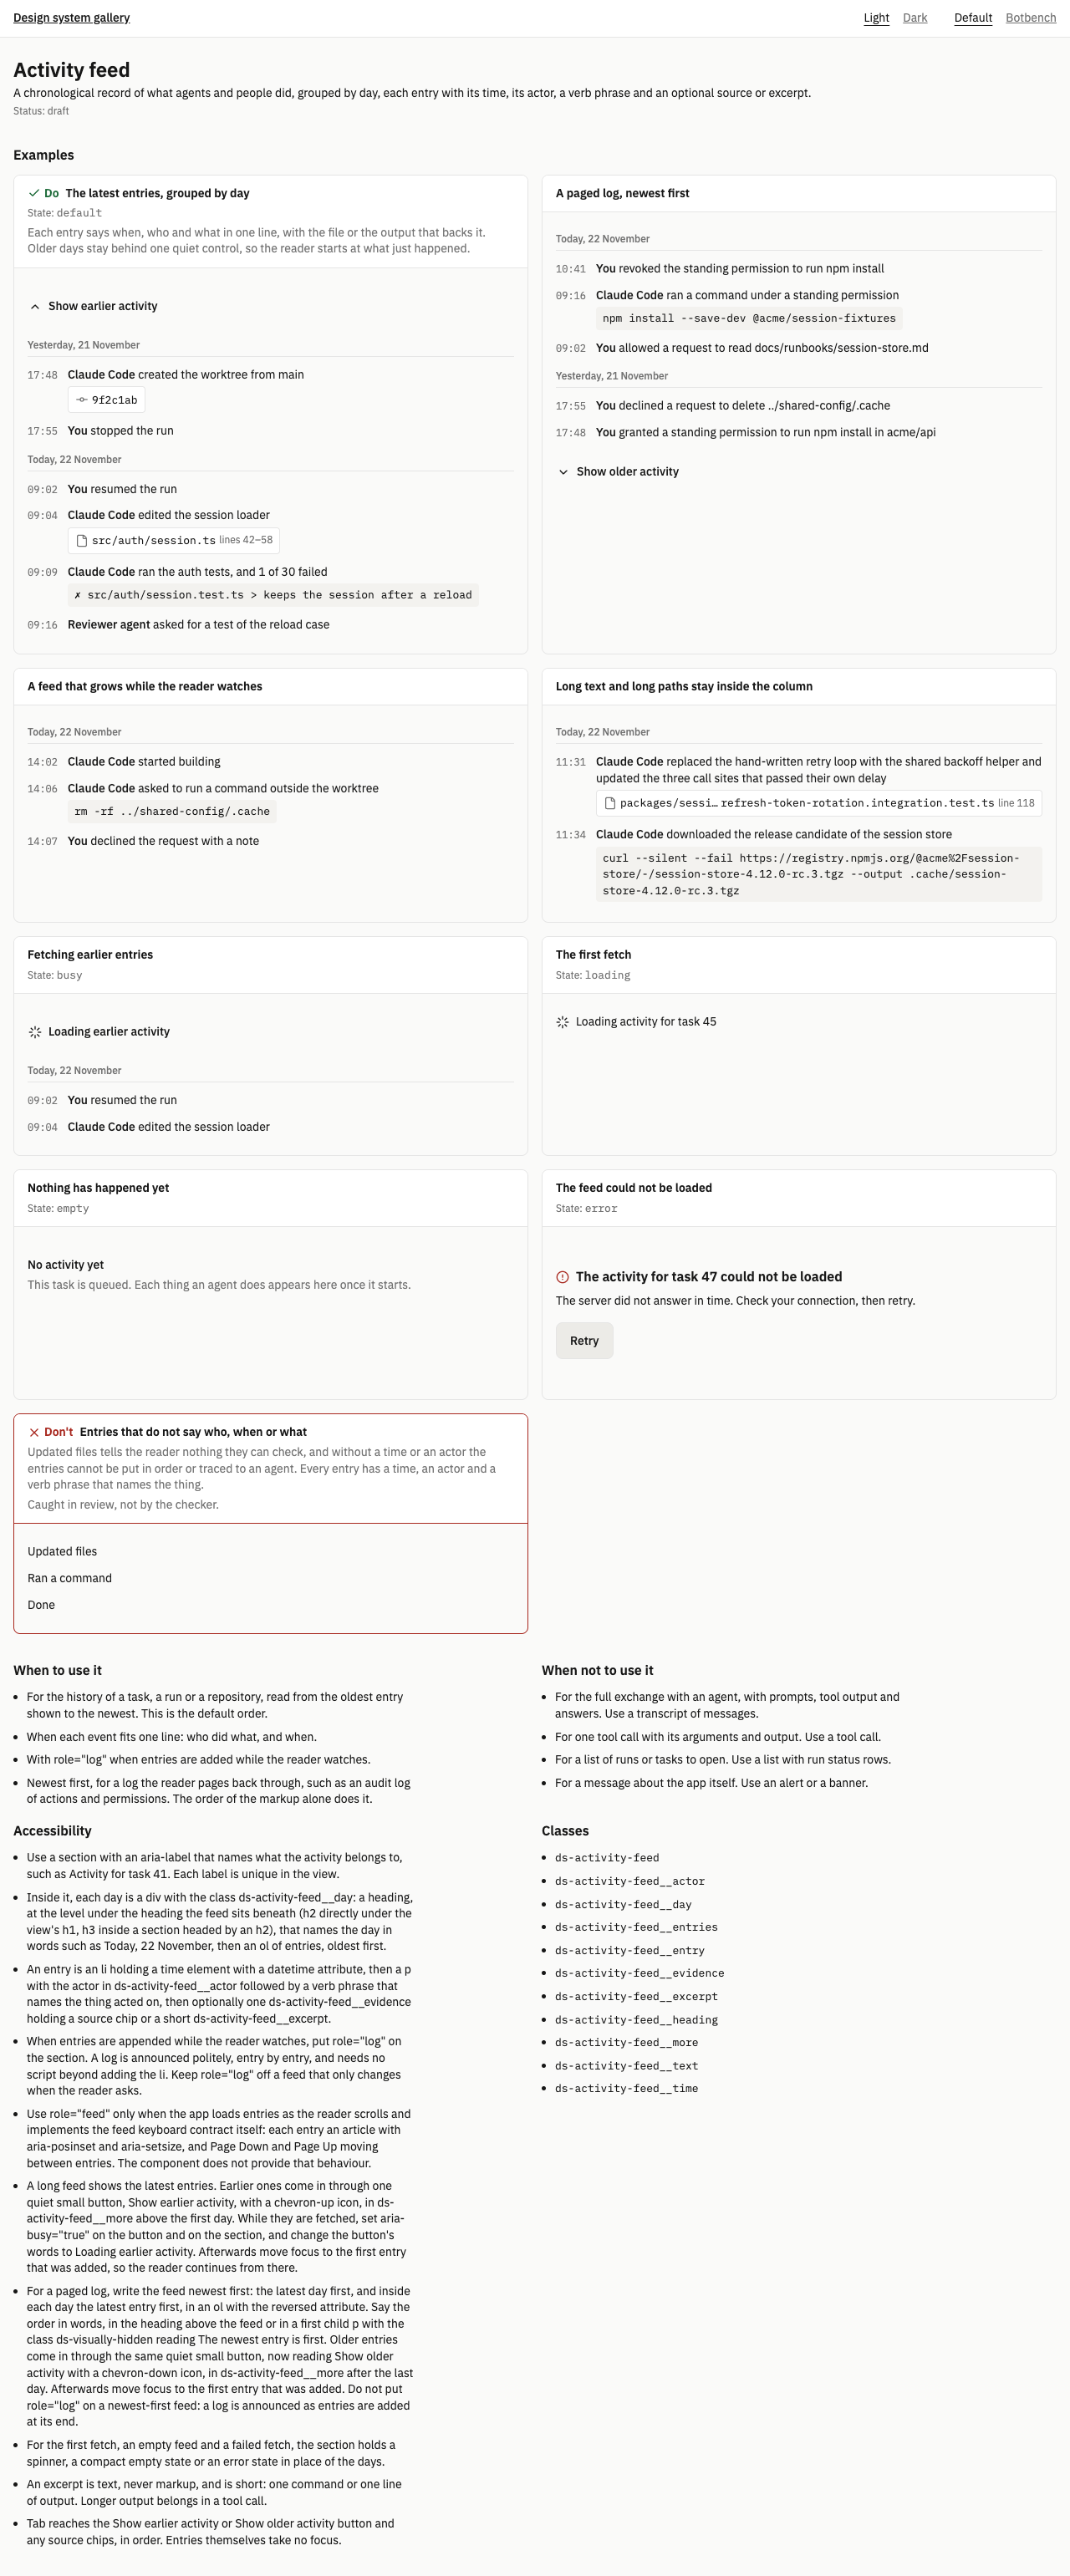 Design system gallery
Light Dark Default Botbench
Activity feed
A chronological record of what agents and people did, grouped by day, each entry with its time, its actor, a verb phrase and an optional source or excerpt.
Status: draft
Examples
Do The latest entries, grouped by day
State: default
Each entry says when, who and what in one line, with the file or the output that backs it.
Older days stay behind one quiet control, so the reader starts at what just happened.
Show earlier activity
Yesterday, 21 November
17:48 Claude Code created the worktree from main
9f2c1ab
17:55 You stopped the run
Today, 22 November
09:02 You resumed the run
09:04 Claude Code edited the session loader
src/auth/session.ts lines 42–58
09:09 Claude Code ran the auth tests, and 1 of 30 failed
✗ src/auth/session.test.ts > keeps the session after a reload
09:16 Reviewer agent asked for a test of the reload case
A paged log, newest first
Today, 22 November
10:41 You revoked the standing permission to run npm install
09:16 Claude Code ran a command under a standing permission
npm install --save-dev @acme/session-fixtures
09:02 You allowed a request to read docs/runbooks/session-store.md
Yesterday, 21 November
17:55 You declined a request to delete ../shared-config/.cache
17:48 You granted a standing permission to run npm install in acme/api
Show older activity
A feed that grows while the reader watches
Today, 22 November
14:02 Claude Code started building
14:06 Claude Code asked to run a command outside the worktree
rm -rf ../shared-config/.cache
14:07 You declined the request with a note
Long text and long paths stay inside the column
Today, 22 November
11:31 Claude Code replaced the hand-written retry loop with the shared backoff helper and
updated the three call sites that passed their own delay
packages/sessi… refresh-token-rotation.integration.test.ts line 118
11:34 Claude Code downloaded the release candidate of the session store
curl --silent --fail https://registry.npmjs.org/@acme%2Fsession-
store/-/session-store-4.12.0-rc.3.tgz --output .cache/session-
store-4.12.0-rc.3.tgz
Fetching earlier entries
State: busy
Loading earlier activity
Today, 22 November
09:02 You resumed the run
09:04 Claude Code edited the session loader
The first fetch
State: loading
Loading activity for task 45
Nothing has happened yet
State: empty
No activity yet
This task is queued. Each thing an agent does appears here once it starts.
The feed could not be loaded
State: error
The activity for task 47 could not be loaded
The server did not answer in time. Check your connection, then retry.
Retry
Don't Entries that do not say who, when or what
Updated files tells the reader nothing they can check, and without a time or an actor the
entries cannot be put in order or traced to an agent. Every entry has a time, an actor and a
verb phrase that names the thing.
Caught in review, not by the checker.
Updated files
Ran a command
Done
When to use it
• For the history of a task, a run or a repository, read from the oldest entry
shown to the newest. This is the default order.
• When each event fits one line: who did what, and when.
• With role="log" when entries are added while the reader watches.
• Newest first, for a log the reader pages back through, such as an audit log
of actions and permissions. The order of the markup alone does it.
When not to use it
• For the full exchange with an agent, with prompts, tool output and
answers. Use a transcript of messages.
• For one tool call with its arguments and output. Use a tool call.
• For a list of runs or tasks to open. Use a list with run status rows.
• For a message about the app itself. Use an alert or a banner.
Accessibility
• Use a section with an aria-label that names what the activity belongs to,
such as Activity for task 41. Each label is unique in the view.
• Inside it, each day is a div with the class ds-activity-feed__day: a heading,
at the level under the heading the feed sits beneath (h2 directly under the
view's h1, h3 inside a section headed by an h2), that names the day in
words such as Today, 22 November, then an ol of entries, oldest first.
• An entry is an li holding a time element with a datetime attribute, then a p
with the actor in ds-activity-feed__actor followed by a verb phrase that
names the thing acted on, then optionally one ds-activity-feed__evidence
holding a source chip or a short ds-activity-feed__excerpt.
• When entries are appended while the reader watches, put role="log" on
the section. A log is announced politely, entry by entry, and needs no
script beyond adding the li. Keep role="log" off a feed that only changes
when the reader asks.
• Use role="feed" only when the app loads entries as the reader scrolls and
implements the feed keyboard contract itself: each entry an article with
aria-posinset and aria-setsize, and Page Down and Page Up moving
between entries. The component does not provide that behaviour.
• A long feed shows the latest entries. Earlier ones come in through one
quiet small button, Show earlier activity, with a chevron-up icon, in ds-
activity-feed__more above the first day. While they are fetched, set aria-
busy="true" on the button and on the section, and change the button's
words to Loading earlier activity. Afterwards move focus to the first entry
that was added, so the reader continues from there.
• For a paged log, write the feed newest first: the latest day first, and inside
each day the latest entry first, in an ol with the reversed attribute. Say the
order in words, in the heading above the feed or in a first child p with the
class ds-visually-hidden reading The newest entry is first. Older entries
come in through the same quiet small button, now reading Show older
activity with a chevron-down icon, in ds-activity-feed__more after the last
day. Afterwards move focus to the first entry that was added. Do not put
role="log" on a newest-first feed: a log is announced as entries are added
at its end.
• For the first fetch, an empty feed and a failed fetch, the section holds a
spinner, a compact empty state or an error state in place of the days.
• An excerpt is text, never markup, and is short: one command or one line
of output. Longer output belongs in a tool call.
• Tab reaches the Show earlier activity or Show older activity button and
any source chips, in order. Entries themselves take no focus.
Classes
• ds-activity-feed
• ds-activity-feed__actor
• ds-activity-feed__day
• ds-activity-feed__entries
• ds-activity-feed__entry
• ds-activity-feed__evidence
• ds-activity-feed__excerpt
• ds-activity-feed__heading
• ds-activity-feed__more
• ds-activity-feed__text
• ds-activity-feed__time